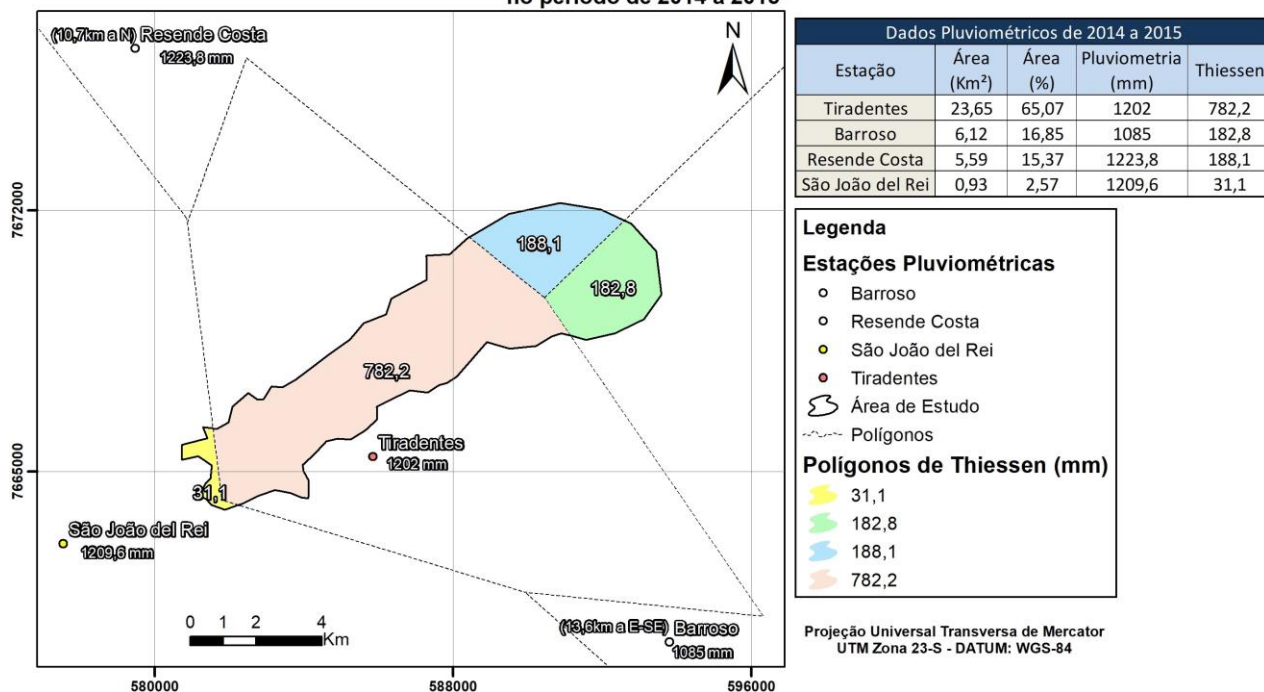 no período de 2014 a 2015
(10,7km a N) Resende Costa
1223,8 mm
N
7672000
188,1
182,8
782,2
Tiradentes
1202 mm
7665000
31,1
São João del Rei
1209,6 mm
0 1 2 4
Km
(13,6km a E-SE) Barroso
1085 mm
580000 588000 596000
Dados Pluviométricos de 2014 a 2015
Estação Área (Km²) Área (%) Pluviometria (mm) Thiessen
Tiradentes 23,65 65,07 1202 782,2
Barroso 6,12 16,85 1085 182,8
Resende Costa 5,59 15,37 1223,8 188,1
São João del Rei 0,93 2,57 1209,6 31,1
Legenda
Estações Pluviométricas
Barroso
Resende Costa
São João del Rei
Tiradentes
Área de Estudo
Polígonos
Polígonos de Thiessen (mm)
31,1
182,8
188,1
782,2
Projeção Universal Transversa de Mercator
UTM Zona 23-S - DATUM: WGS-84